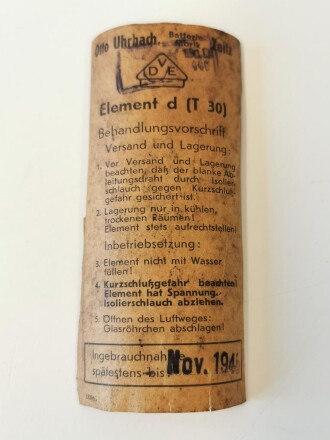 Otto Uhrbach, Batterie-
VDE
Element d (T 30)
Behandlungsvorschrift
Versand und Lagerung:
1. Vor Versand und Lagerung
beachten, daß der blanke Ab-
leitungsdraht durch Isolier-
schlauch gegen Kurzschluß-
gefahr gesichert ist.
2. Lagerung nur in kühlen,
trockenen Räumen!
Element stets aufrechtstellen!
Inbetriebsetzung:
3. Element nicht mit Wasser
füllen!
4. Kurzschlußgefahr beachten!
Element hat Spannung.
Isolierschlauch abziehen.
5. Öffnen des Luftweges:
Glasröhrchen abschlagen!
Ingebrauchnahme
spätestens bis: Nov. 194